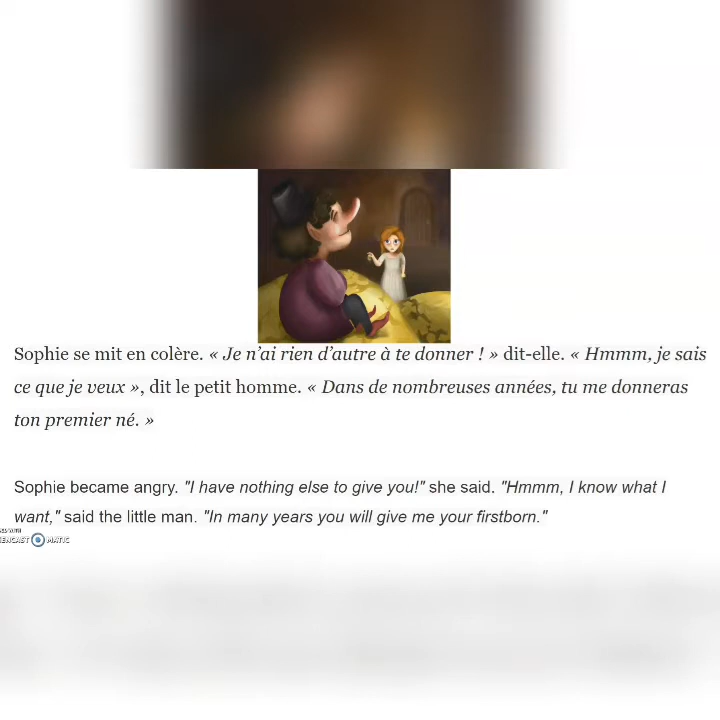 Sophie se mit en colère. « Je n’ai rien d’autre à te donner ! » dit-elle. « Hmmm, je sais
ce que je veux », dit le petit homme. « Dans de nombreuses années, tu me donneras
ton premier né. »
Sophie became angry. "I have nothing else to give you!" she said. "Hmmm, I know what I
want," said the little man. "In many years you will give me your firstborn."
WITH
ENCAST MATIC